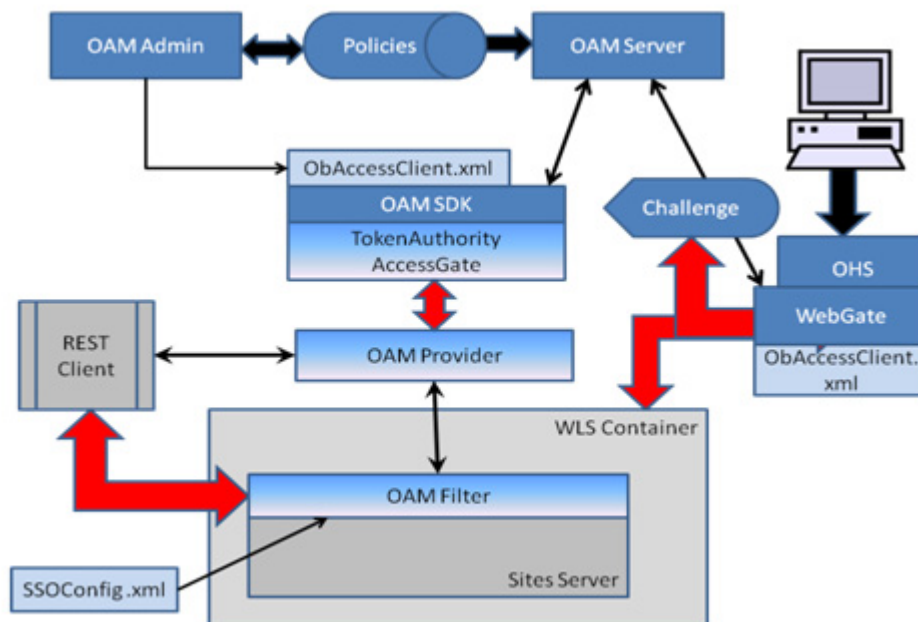 OAM Admin
Policies
OAM Server
ObAccessClient.xml
OAM SDK
TokenAuthority
AccessGate
Challenge
OHS
WebGate
ObAccessClient.
xml
REST
Client
OAM Provider
WLS Container
OAM Filter
Sites Server
SSOConfig.xml